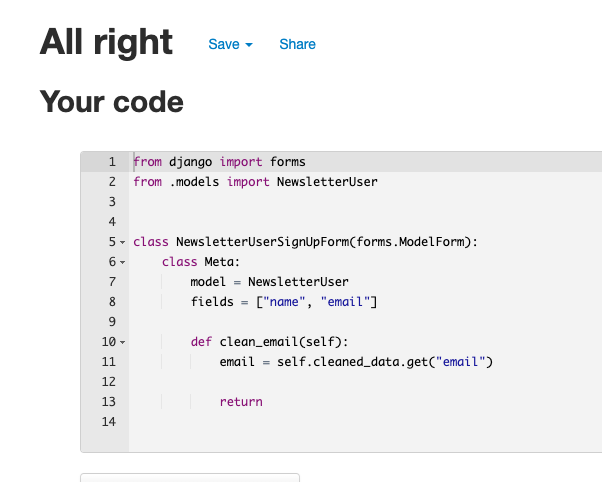 All right Save Share
Your code
1 from django import forms
2 from .models import NewsletterUser
3
4
5 class NewsletterUserSignUpForm(forms.ModelForm):
6     class Meta:
7         model = NewsletterUser
8         fields = ["name", "email"]
9
10         def clean_email(self):
11             email = self.cleaned_data.get("email")
12
13             return
14